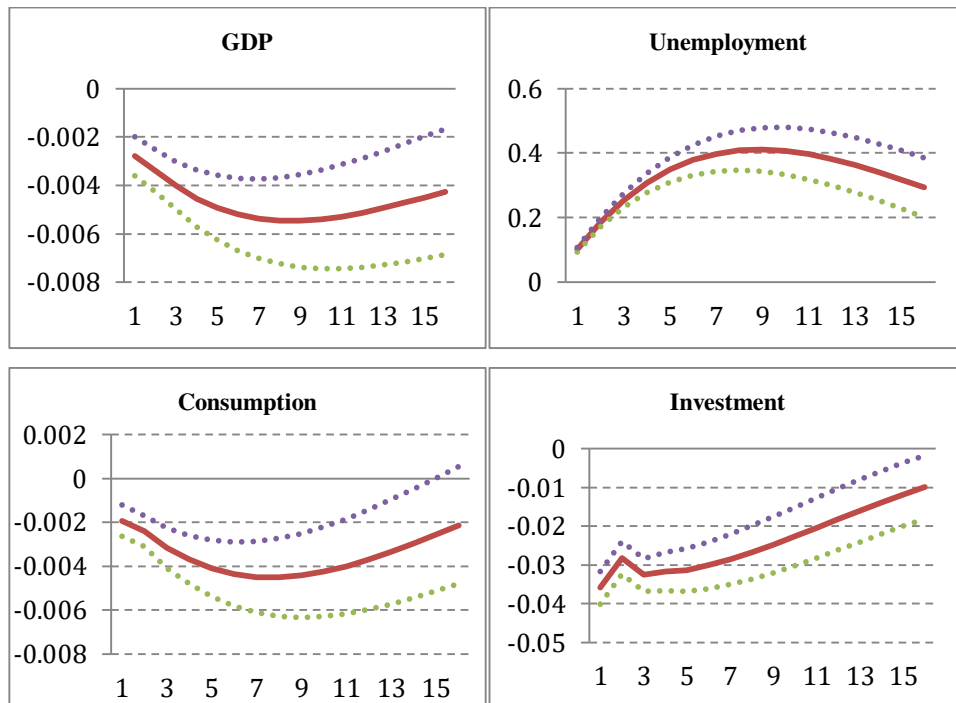 GDP
0
-0.002
-0.004
-0.006
-0.008
1 3 5 7 9 11 13 15
Unemployment
0.6
0.4
0.2
0
1 3 5 7 9 11 13 15
Consumption
0.002
0
-0.002
-0.004
-0.006
-0.008
1 3 5 7 9 11 13 15
Investment
0
-0.01
-0.02
-0.03
-0.04
-0.05
1 3 5 7 9 11 13 15